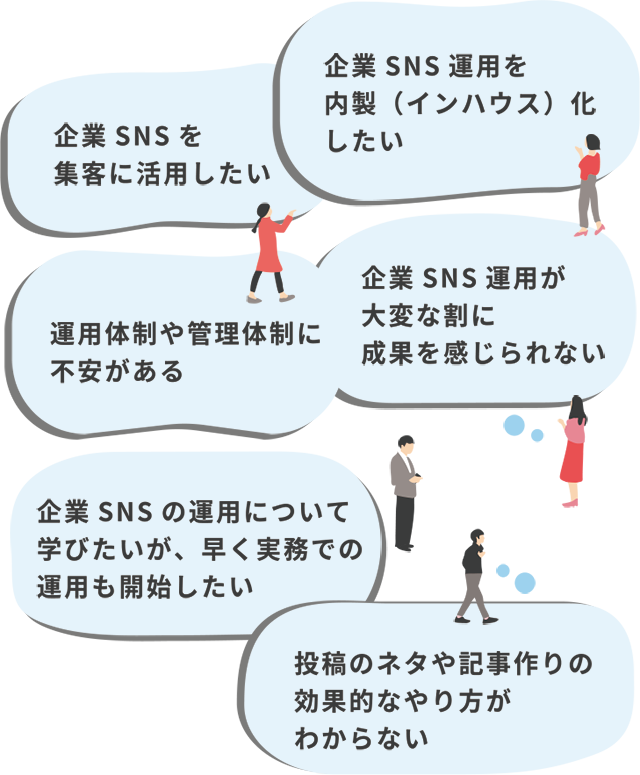 企業 SNS 運用を
内製（インハウス）化
したい
企業 SNS を
集客に活用したい
企業 SNS 運用が
大変な割に
成果を感じられない
運用体制や管理体制に
不安がある
企業 SNS の運用について
学びたいが、早く実務での
運用も開始したい
投稿のネタや記事作りの
効果的なやり方が
わからない